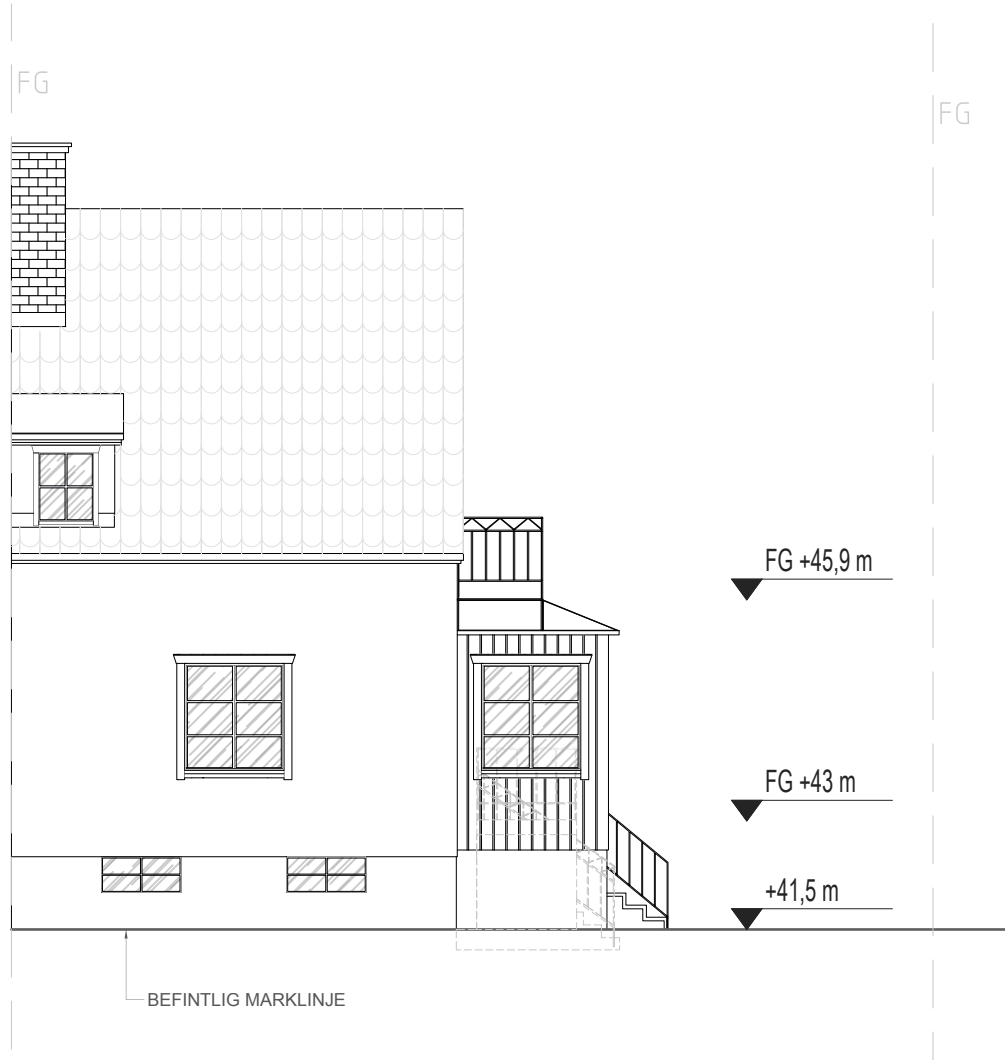 FG
FG
FG +45,9 m
FG +43 m
+41,5 m
BEFINTLIG MARKLINJE